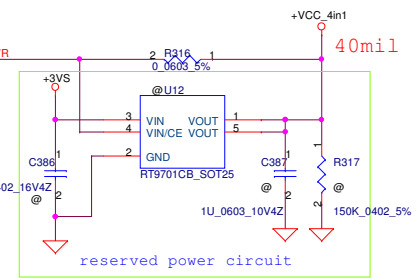 +VCC_4in1
40mil
R
2 R316 1
0_0603_5%
+3VS
@U12
3 VIN VOUT 1
4 VIN/CE VOUT 5
2 GND
RT9701CB_SOT25
C386 1
02_16V4Z 2
@
C387 1
@ 2
1U_0603_10V4Z
1 R317
@
2 150K_0402_5%
reserved power circuit